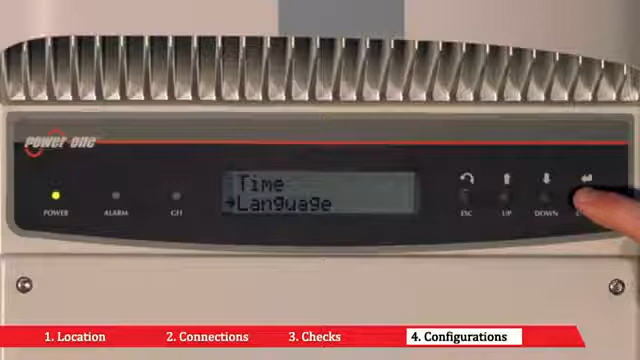 power-one
Time
→Language
POWER
ALARM
GFI
ESC
UP
DOWN
1. Location
2. Connections
3. Checks
4. Configurations